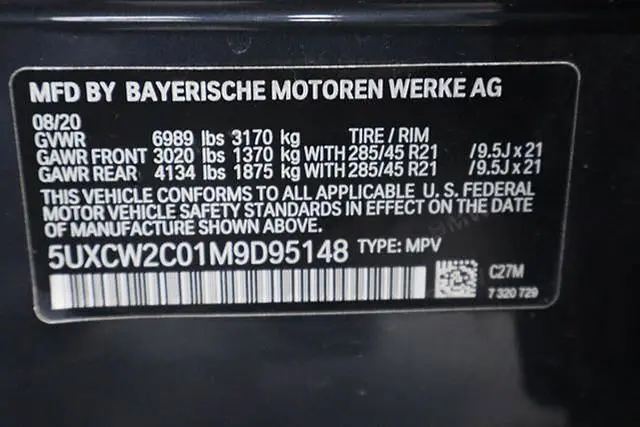 MFD BY BAYERISCHE MOTOREN WERKE AG
08/20
GVWR 6989 lbs 3170 kg TIRE / RIM
GAWR FRONT 3020 lbs 1370 kg WITH 285/45 R21 /9.5J x 21
GAWR REAR 4134 lbs 1875 kg WITH 285/45 R21 /9.5J x 21
THIS VEHICLE CONFORMS TO ALL APPLICABLE U.S. FEDERAL
MOTOR VEHICLE SAFETY STANDARDS IN EFFECT ON THE DATE
OF MANUFACTURE SHOWN ABOVE.
5UXCW2C01M9D95148 TYPE: MPV
C27M
7 320 729